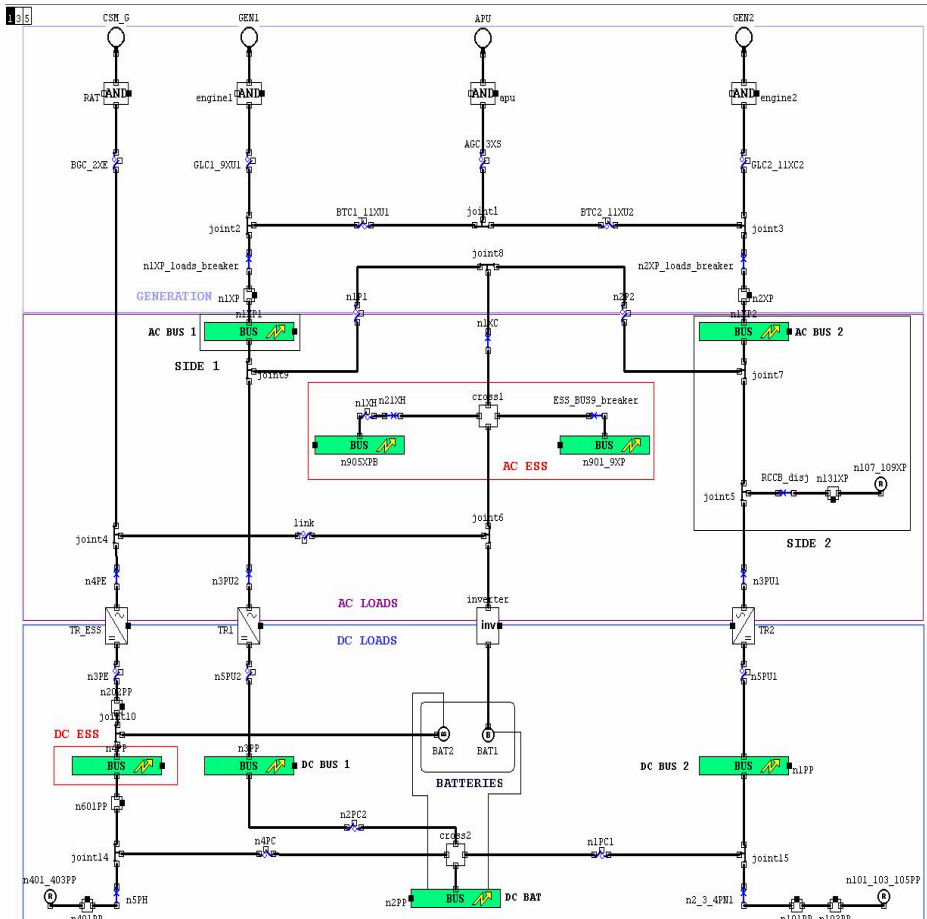 1 3 5
CSM_G GEN1 APU GEN2
RAT AND engine1 AND AND apu AND engine2
AGC_3XS
BGC_2XE GLC1_9XU1 GLC2_11XC2
BTC1_11XU1 joint1 BTC2_11XU2
joint2 joint3
joint8
n1XP_loads_breaker n2XP_loads_breaker
GENERATION n1XP n1P1 n2P2 n2XP
n1XP1 n1XP2
AC BUS 1 BUS n1XC BUS AC BUS 2
SIDE 1 joint9 joint7
n1XH n21XH cross1 ESS_BUS9_breaker
BUS BUS
n905XPB AC ESS n901_9XP
RCCB_disj n131XP n107_109XP
R
joint5
link joint6
joint4 SIDE 2
n4PE n3PU2 n3PU1
AC LOADS inverter
TR_ESS TR1 inv TR2
DC LOADS
n3PE n5PU2 n5PU1
n202PP
joint10
DC ESS B B
n4PP n3PP BAT2 BAT1
BUS BUS DC BUS 1 DC BUS 2 BUS n1PP
BATTERIES
n601PP
n2PC2
n4PC cross2 n1PC1
joint14 joint15
n401_403PP n101_103_105PP
R n5PH n2PP BUS DC BAT n2_3_4PN1 R
n401PP n101PP n103PP